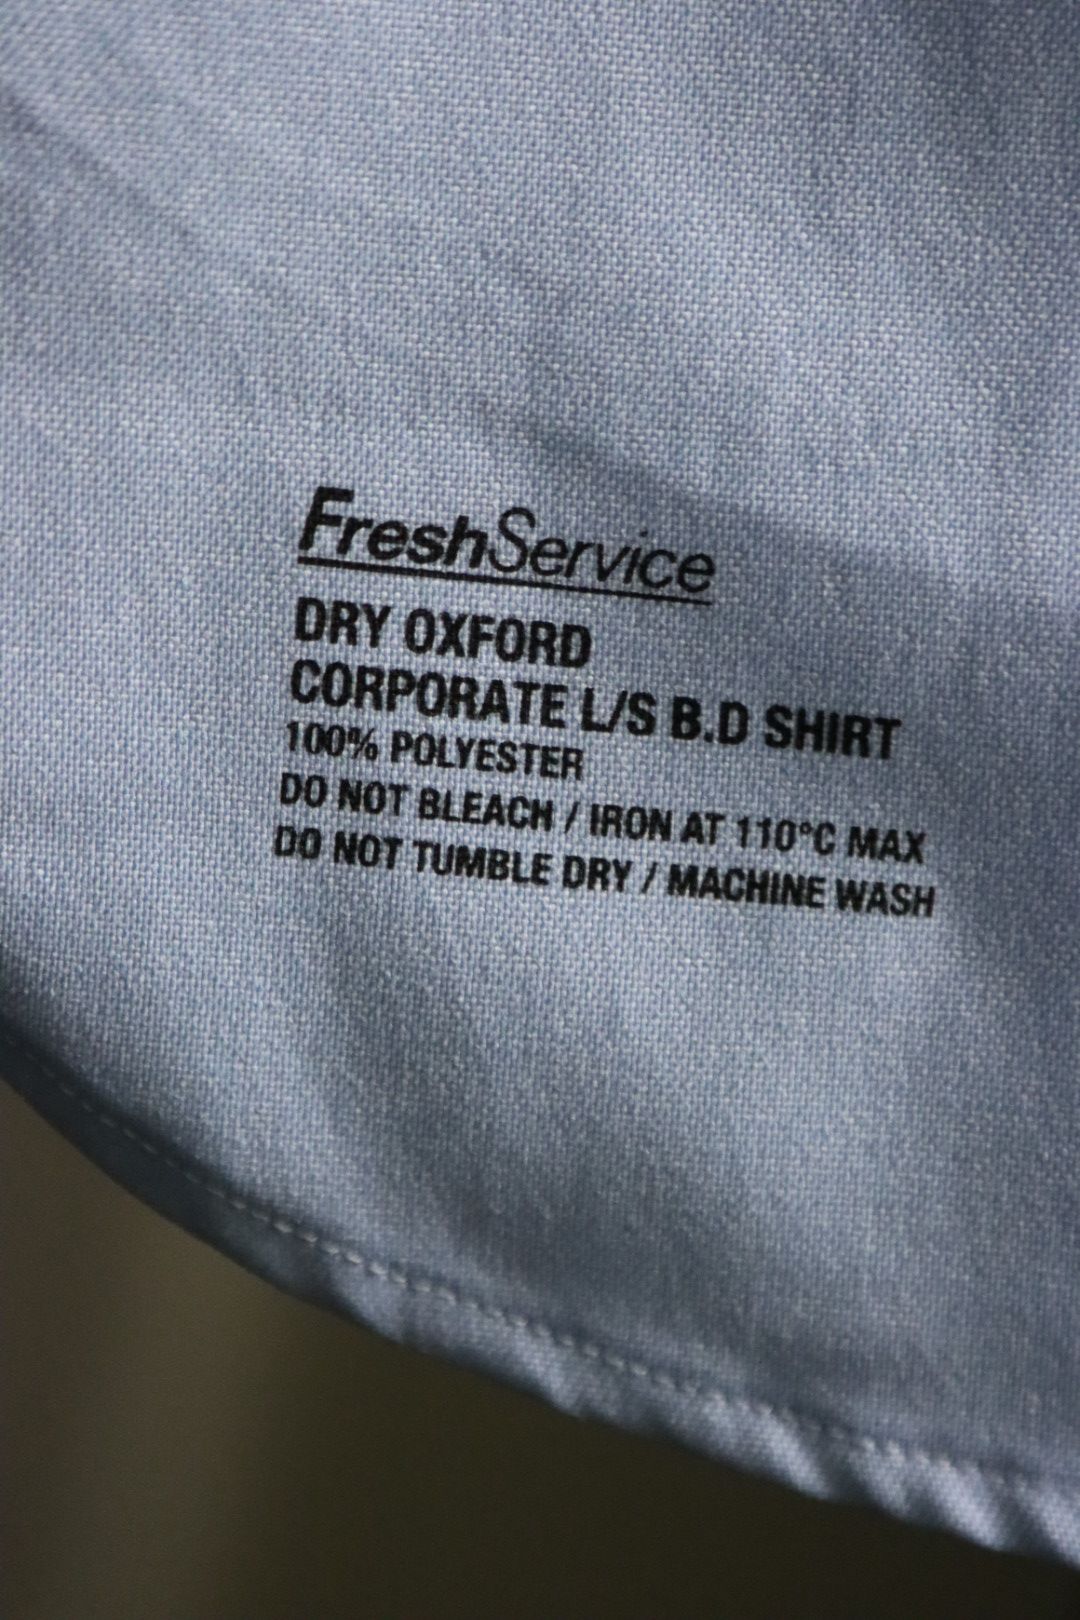 FreshService
DRY OXFORD
CORPORATE L/S B.D SHIRT
100% POLYESTER
DO NOT BLEACH / IRON AT 110°C MAX
DO NOT TUMBLE DRY / MACHINE WASH